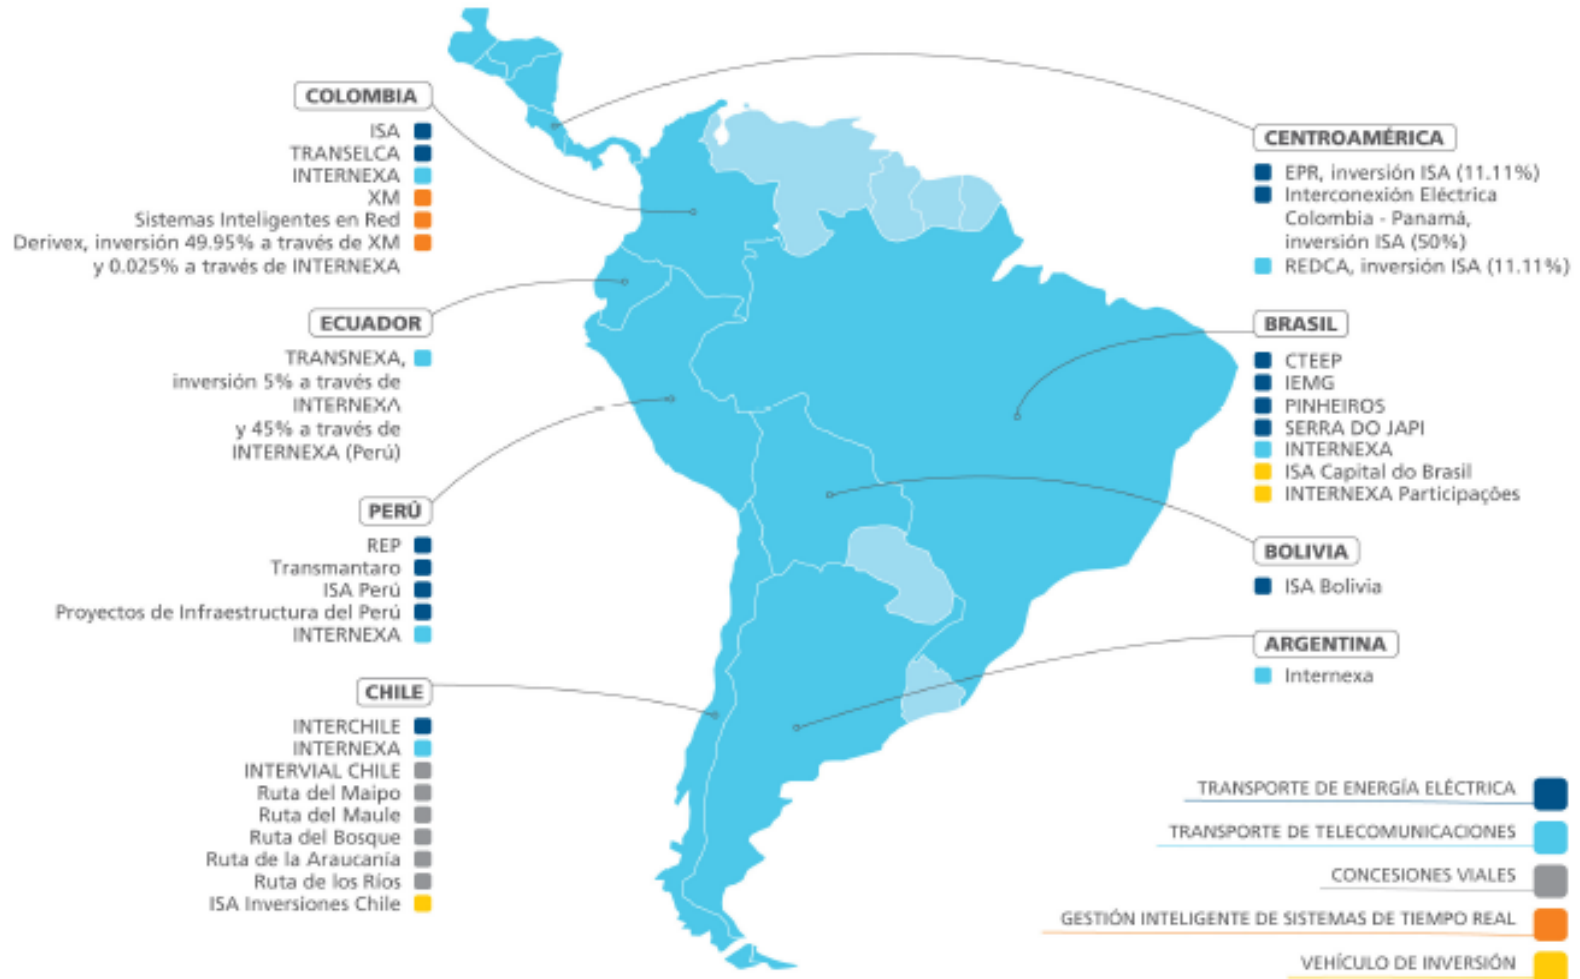 COLOMBIA
ISA
TRANSELCA
INTERNEXA
XM
Sistemas Inteligentes en Red
Derivex, inversión 49.95% a través de XM
y 0.025% a través de INTERNEXA
ECUADOR
TRANSNEXA,
inversión 5% a través de
INTERNEXA
y 45% a través de
INTERNEXA (Perú)
PERÚ
REP
Transmantaro
ISA Perú
Proyectos de Infraestructura del Perú
INTERNEXA
CHILE
INTERCHILE
INTERNEXA
INTERVIAL CHILE
Ruta del Maipo
Ruta del Maule
Ruta del Bosque
Ruta de la Araucanía
Ruta de los Ríos
ISA Inversiones Chile
CENTROAMÉRICA
EPR, inversión ISA (11.11%)
Interconexión Eléctrica
Colombia - Panamá,
inversión ISA (50%)
REDCA, inversión ISA (11.11%)
BRASIL
CTEEP
IEMG
PINHEIROS
SERRA DO JAPI
INTERNEXA
ISA Capital do Brasil
INTERNEXA Participações
BOLIVIA
ISA Bolivia
ARGENTINA
Internexa
TRANSPORTE DE ENERGÍA ELÉCTRICA
TRANSPORTE DE TELECOMUNICACIONES
CONCESIONES VIALES
GESTIÓN INTELIGENTE DE SISTEMAS DE TIEMPO REAL
VEHÍCULO DE INVERSIÓN